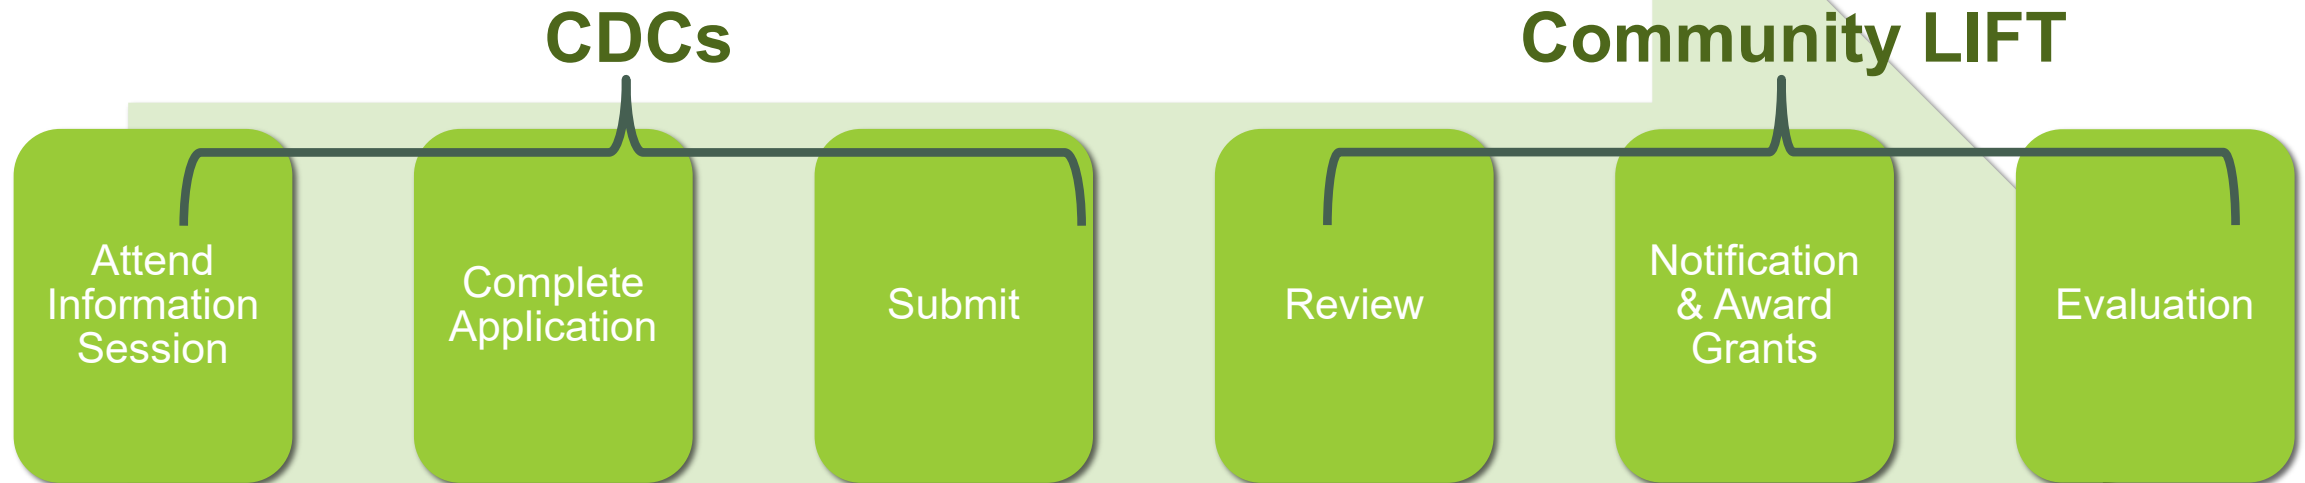 CDCs
Community LIFT
Attend
Information
Session
Complete
Application
Submit
Review
Notification
& Award
Grants
Evaluation